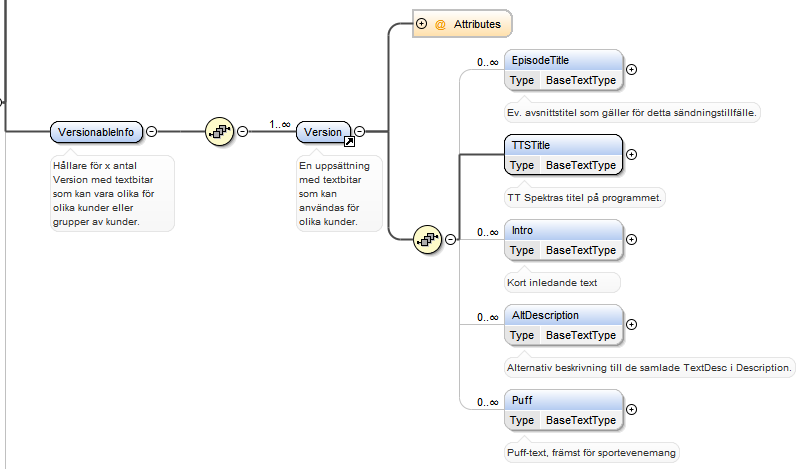 Attributes
0..∞
EpisodeTitle
Type BaseTextType
Ev. avsnittstitel som gäller för detta sändningstillfälle.
VersionableInfo
Hållare för x antal
Version med textbitar
som kan vara olika för
olika kunder eller
grupper av kunder.
1..∞
Version
En uppsättning
med textbitar
som kan
användas för
olika kunder.
TTSTitle
Type BaseTextType
TT Spektras titel på programmet.
0..∞
Intro
Type BaseTextType
Kort inledande text
0..∞
AltDescription
Type BaseTextType
Alternativ beskrivning till de samlade TextDesc i Description.
0..∞
Puff
Type BaseTextType
Puff-text, främst för sportevenemang